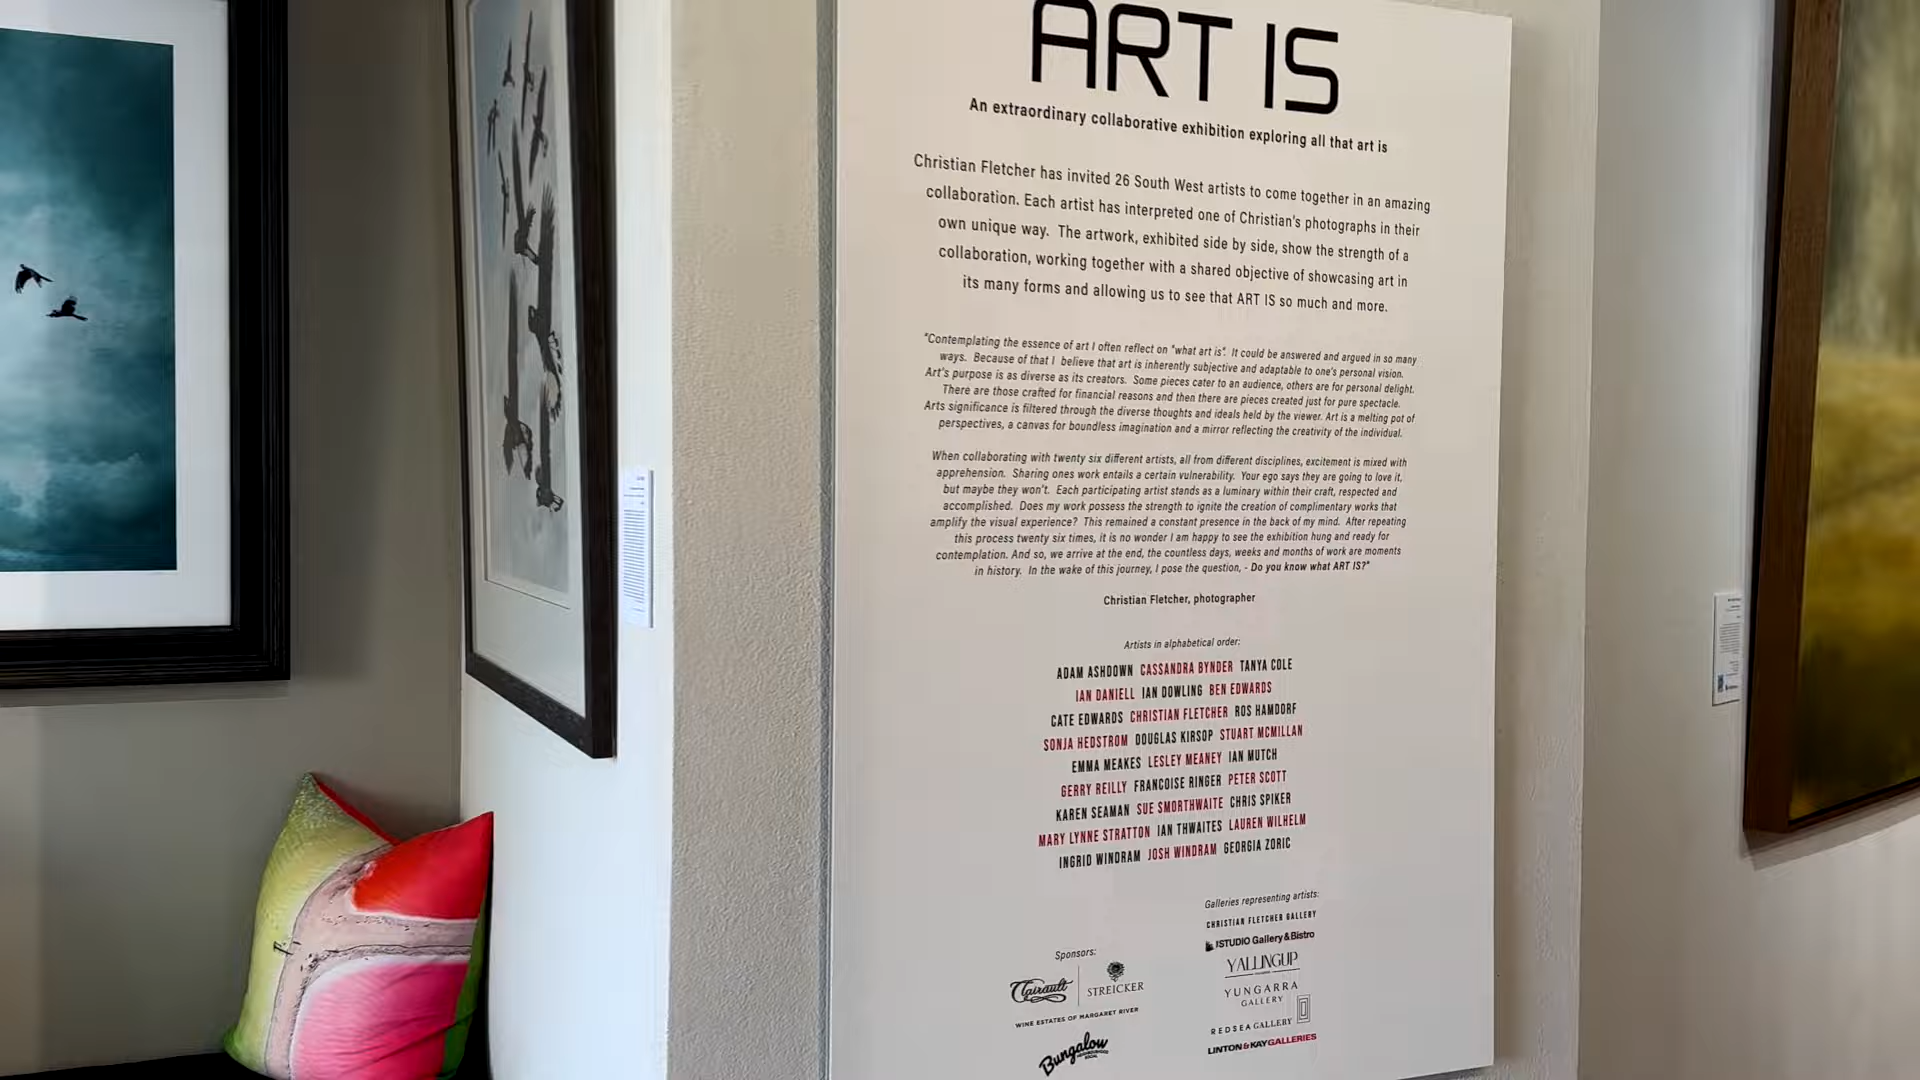 ART IS
An extraordinary collaborative exhibition exploring all that art is
Christian Fletcher has invited 26 South West artists to come together in an amazing
collaboration. Each artist has interpreted one of Christian's photographs in their
own unique way. The artwork, exhibited side by side, show the strength of a
collaboration, working together with a shared objective of showcasing art in
its many forms and allowing us to see that ART IS so much and more.
"Contemplating the essence of art I often reflect on "what art is". It could be answered and argued in so many
ways. Because of that I believe that art is inherently subjective and adaptable to one's personal vision.
Art's purpose is as diverse as its creators. Some pieces cater to an audience, others are for personal delight.
There are those crafted for financial reasons and then there are pieces created just for pure spectacle.
Arts significance is filtered through the diverse thoughts and ideals held by the viewer. Art is a melting pot of
perspectives, a canvas for boundless imagination and a mirror reflecting the creativity of the individual.
When collaborating with twenty six different artists, all from different disciplines, excitement is mixed with
apprehension. Sharing ones work entails a certain vulnerability. Your ego says they are going to love it,
but maybe they won't. Each participating artist stands as a luminary within their craft, respected and
accomplished. Does my work possess the strength to ignite the creation of complimentary works that
amplify the visual experience? This remained a constant presence in the back of my mind. After repeating
this process twenty six times, it is no wonder I am happy to see the exhibition hung and ready for
contemplation. And so, we arrive at the end, the countless days, weeks and months of work are moments
in history. In the wake of this journey, I pose the question, - Do you know what ART IS?"
Christian Fletcher, photographer
Artists in alphabetical order:
ADAM ASHDOWN CASSANDRA BYNDER TANYA COLE
IAN DANIELL IAN DOWLING BEN EDWARDS
CATE EDWARDS CHRISTIAN FLETCHER ROS HAMDORF
SONJA HEDSTROM DOUGLAS KIRSOP STUART MCMILLAN
EMMA MEAKES LESLEY MEANEY IAN MUTCH
GERRY REILLY FRANCOISE RINGER PETER SCOTT
KAREN SEAMAN SUE SMORTHWAITE CHRIS SPIKER
MARY LYNNE STRATTON IAN THWAITES LAUREN WILHELM
INGRID WINDRAM JOSH WINDRAM GEORGIA ZORIC
Sponsors:
Clairault STREICKER
WINE ESTATES OF MARGARET RIVER
Bungalow
NEIGHBOURHOOD
SOCIAL
Galleries representing artists:
CHRISTIAN FLETCHER GALLERY
THE STUDIO Gallery & Bistro
YALLINGUP
YUNGARRA
GALLERY
REDSEA GALLERY
LINTON & KAY GALLERIES